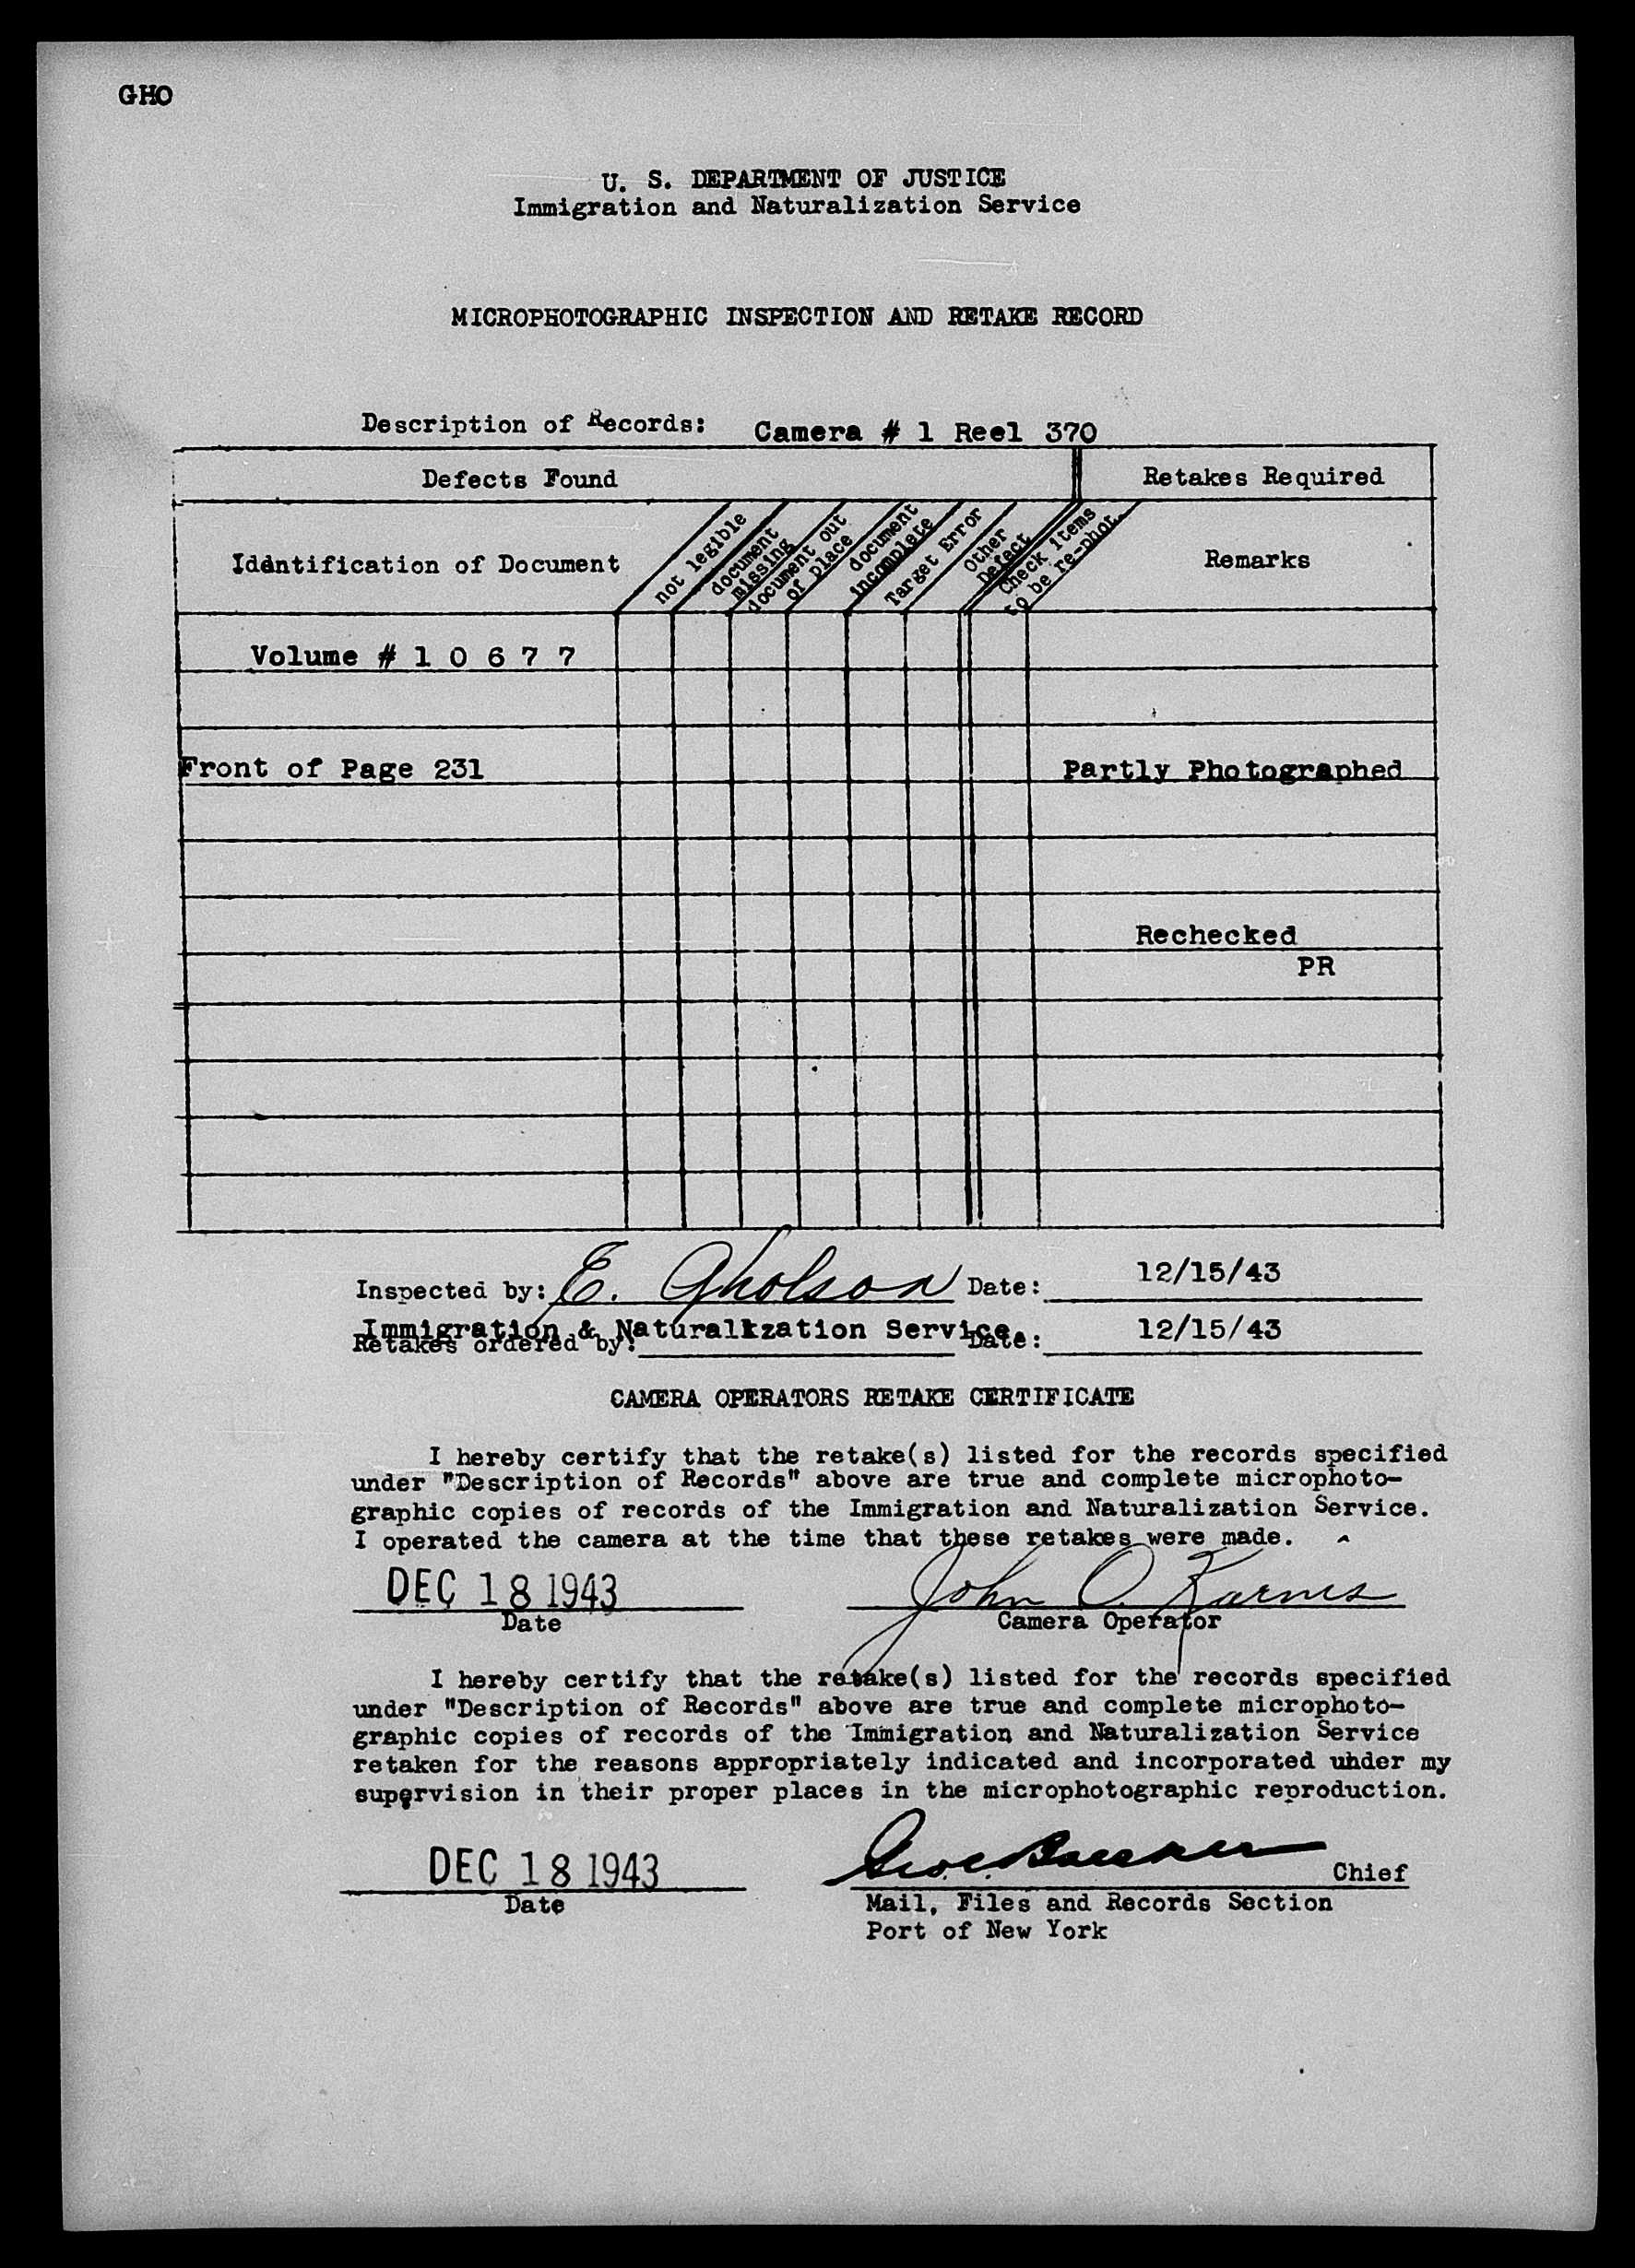 GHO
U. S. DEPARTMENT OF JUSTICE
Immigration and Naturalization Service
MICROPHOTOGRAPHIC INSPECTION AND RETAKE RECORD
Description of Records: Camera # 1 Reel 370
Defects Found Retakes Required
Identification of Document
not legible
document
missing
document out
of place
document
incomplete
Target Error
Other
Defect
Check items
to be re-phot.
Remarks
Volume # 1 0 6 7 7
Front of Page 231 Partly Photographed
Rechecked
PR
Inspected by: E. Gholson Date: 12/15/43
Immigration & Naturalization Service.
Retakes ordered by: Date: 12/15/43
CAMERA OPERATORS RETAKE CERTIFICATE
I hereby certify that the retake(s) listed for the records specified
under "Description of Records" above are true and complete microphoto-
graphic copies of records of the Immigration and Naturalization Service.
I operated the camera at the time that these retakes were made.
DEC 18 1943 John O. Karnes
Date Camera Operator
I hereby certify that the retake(s) listed for the records specified
under "Description of Records" above are true and complete microphoto-
graphic copies of records of the Immigration and Naturalization Service
retaken for the reasons appropriately indicated and incorporated under my
supervision in their proper places in the microphotographic reproduction.
DEC 18 1943 Chief
Date Mail, Files and Records Section
Port of New York